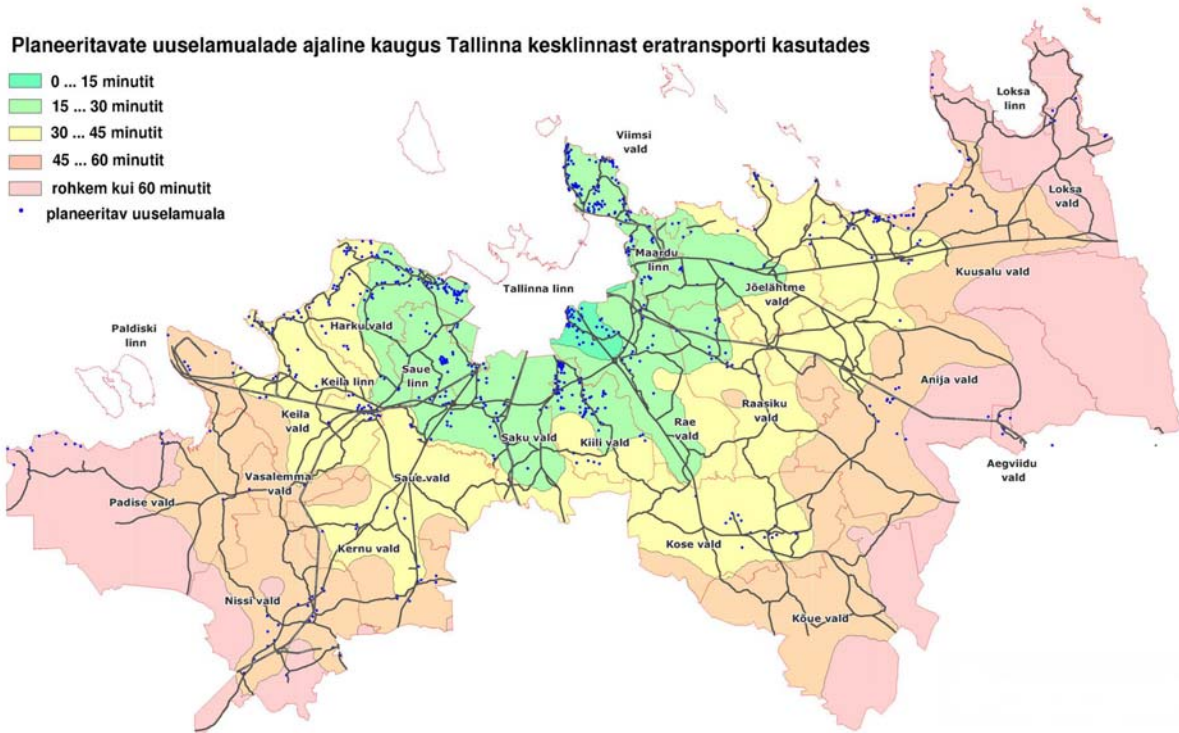 Planeeritavate uuselamualade ajaline kaugus Tallinna kesklinnast eratransporti kasutades
0 ... 15 minutit
15 ... 30 minutit
30 ... 45 minutit
45 ... 60 minutit
rohkem kui 60 minutit
planeeritav uuselamuala
Loksa
linn
Viimsi
vald
Loksa
vald
Maardu
linn
Kuusalu vald
Jõelähtme
vald
Tallinna linn
Harku vald
Paldiski
linn
Saue
linn
Keila linn
Anija vald
Raasiku
vald
Keila
vald
Rae
vald
Saku vald
Kiili vald
Aegviidu
vald
Vasalemma
vald
Saue vald
Padise vald
Kernu vald
Kose vald
Nissi vald
Kõue vald